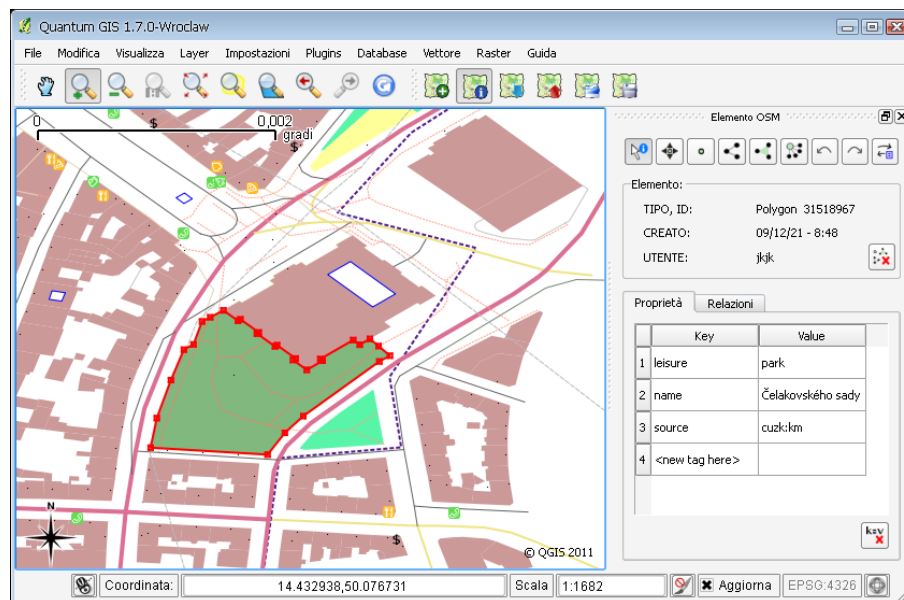 Quantum GIS 1.7.0-Wroclaw
File Modifica Visualizza Layer Impostazioni Plugins Database Vettore Raster Guida
0 0,002
gradi
$
$
$
N
© QGIS 2011
Elemento OSM
Elemento:
TIPO, ID: Polygon 31518967
CREATO: 09/12/21 - 8:48
UTENTE: jkjk
Proprietà Relazioni
Key Value
1 leisure park
2 name Čelakovského sady
3 source cuzk:km
4 <new tag here>
k=v
Coordinata: 14.432938,50.076731 Scala 1:1682 Aggiorna EPSG:4326